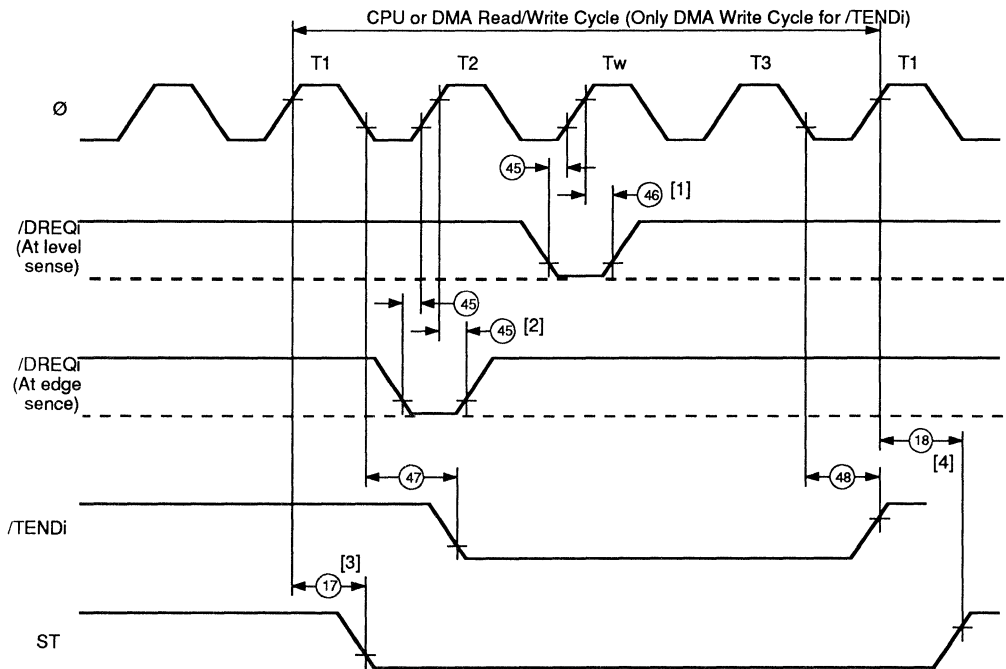 CPU or DMA Read/Write Cycle (Only DMA Write Cycle for /TENDi)
T1 T2 Tw T3 T1
Ø
45
46 [1]
/DREQi
(At level
sense)
45
45 [2]
/DREQi
(At edge
sence)
18
[4]
47
48
/TENDi
[3]
17
ST